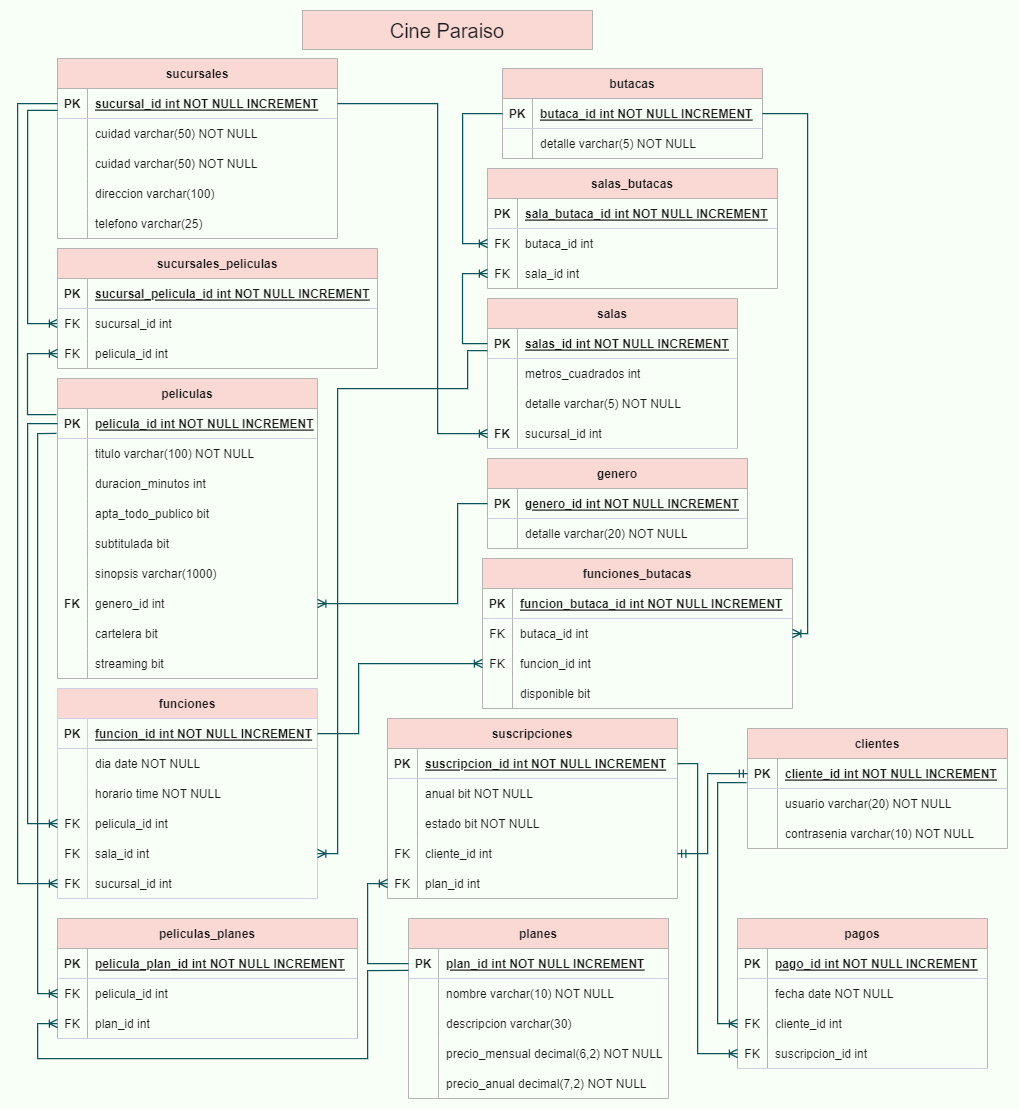 Cine Paraiso
sucursales
PK sucursal_id int NOT NULL INCREMENT
cuidad varchar(50) NOT NULL
cuidad varchar(50) NOT NULL
direccion varchar(100)
telefono varchar(25)
sucursales_peliculas
PK sucursal_pelicula_id int NOT NULL INCREMENT
FK sucursal_id int
FK pelicula_id int
peliculas
PK pelicula_id int NOT NULL INCREMENT
titulo varchar(100) NOT NULL
duracion_minutos int
apta_todo_publico bit
subtitulada bit
sinopsis varchar(1000)
FK genero_id int
cartelera bit
streaming bit
funciones
PK funcion_id int NOT NULL INCREMENT
dia date NOT NULL
horario time NOT NULL
FK pelicula_id int
FK sala_id int
FK sucursal_id int
peliculas_planes
PK pelicula_plan_id int NOT NULL INCREMENT
FK pelicula_id int
FK plan_id int
butacas
PK butaca_id int NOT NULL INCREMENT
detalle varchar(5) NOT NULL
salas_butacas
PK sala_butaca_id int NOT NULL INCREMENT
FK butaca_id int
FK sala_id int
salas
PK salas_id int NOT NULL INCREMENT
metros_cuadrados int
detalle varchar(5) NOT NULL
FK sucursal_id int
genero
PK genero_id int NOT NULL INCREMENT
detalle varchar(20) NOT NULL
funciones_butacas
PK funcion_butaca_id int NOT NULL INCREMENT
FK butaca_id int
FK funcion_id int
disponible bit
suscripciones
PK suscripcion_id int NOT NULL INCREMENT
anual bit NOT NULL
estado bit NOT NULL
FK cliente_id int
FK plan_id int
clientes
PK cliente_id int NOT NULL INCREMENT
usuario varchar(20) NOT NULL
contrasenia varchar(10) NOT NULL
planes
PK plan_id int NOT NULL INCREMENT
nombre varchar(10) NOT NULL
descripcion varchar(30)
precio_mensual decimal(6,2) NOT NULL
precio_anual decimal(7,2) NOT NULL
pagos
PK pago_id int NOT NULL INCREMENT
fecha date NOT NULL
FK cliente_id int
FK suscripcion_id int